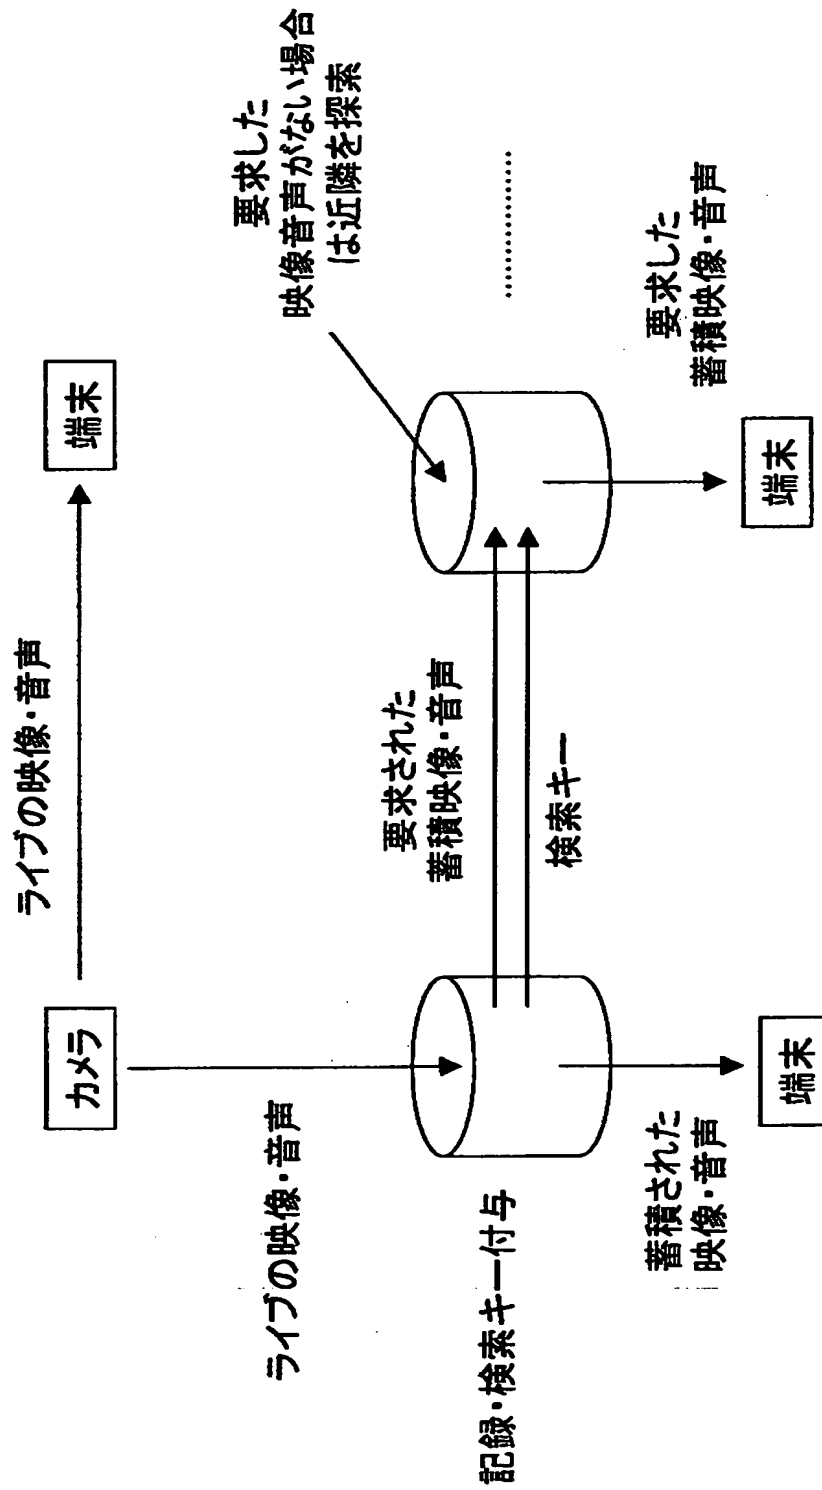 カメラ
ライブの映像・音声
端末
ライブの映像・音声
要求した
映像音声がない場合
は近隣を探索
記録・検索キー付与
要求された
蓄積映像・音声
検索キー
蓄積された
映像・音声
端末
要求した
蓄積映像・音声
端末